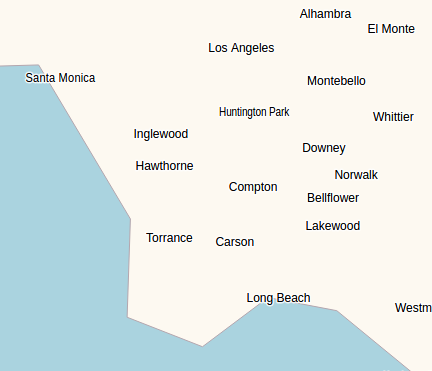 Alhambra
El Monte
Los Angeles
Santa Monica
Montebello
Huntington Park
Whittier
Inglewood
Downey
Hawthorne
Norwalk
Compton
Bellflower
Lakewood
Torrance
Carson
Long Beach
Westm